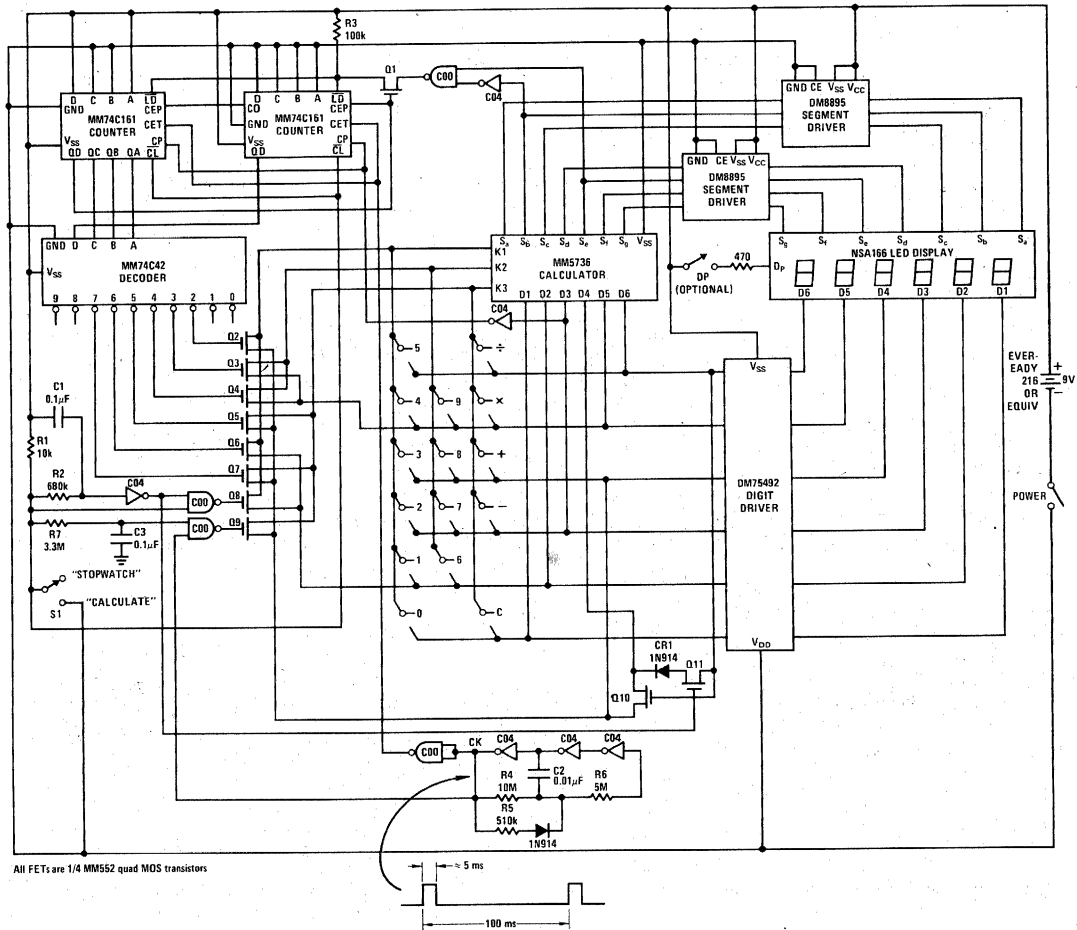 R3
100k
D C B A LD
GND
MM74C161
COUNTER
CEP
CET
VSS
CP
QD QC QB QA CL
D C B A LD
CO
GND
MM74C161
COUNTER
CEP
CET
VSS
CP
QD
CL
Q1
C00
C04
GND CE VSS VCC
DM8895
SEGMENT
DRIVER
GND CE VSS VCC
DM8895
SEGMENT
DRIVER
GND D C B A
MM74C42
DECODER
VSS
9 8 7 6 5 4 3 2 1 0
Sa Sb Sc Sd Se Sf Sg VSS
K1
K2
K3
MM5736
CALCULATOR
D1 D2 D3 D4 D5 D6
C04
DP
(OPTIONAL)
470
Sg Sf Se Sd Sc Sb Sa
NSA166 LED DISPLAY
DP
D6 D5 D4 D3 D2 D1
Q2
Q3
Q4
Q5
Q6
Q7
Q8
Q9
C1
0.1µF
R1
10k
R2
680k
C04
C00
C00
R7
3.3M
C3
0.1µF
"STOPWATCH"
S1
"CALCULATE"
5 ÷
4 9 ×
3 8 +
2 7 −
1 6
0 C
VSS
DM75492
DIGIT
DRIVER
VDD
EVER-
EADY
216
OR
EQUIV
+
9V
−
POWER
CR1
1N914
Q11
Q10
C00
CK
C04
C04
C04
R4
10M
C2
0.01µF
R6
5M
R5
510k
1N914
All FETs are 1/4 MM552 quad MOS transistors
≈ 5 ms
100 ms